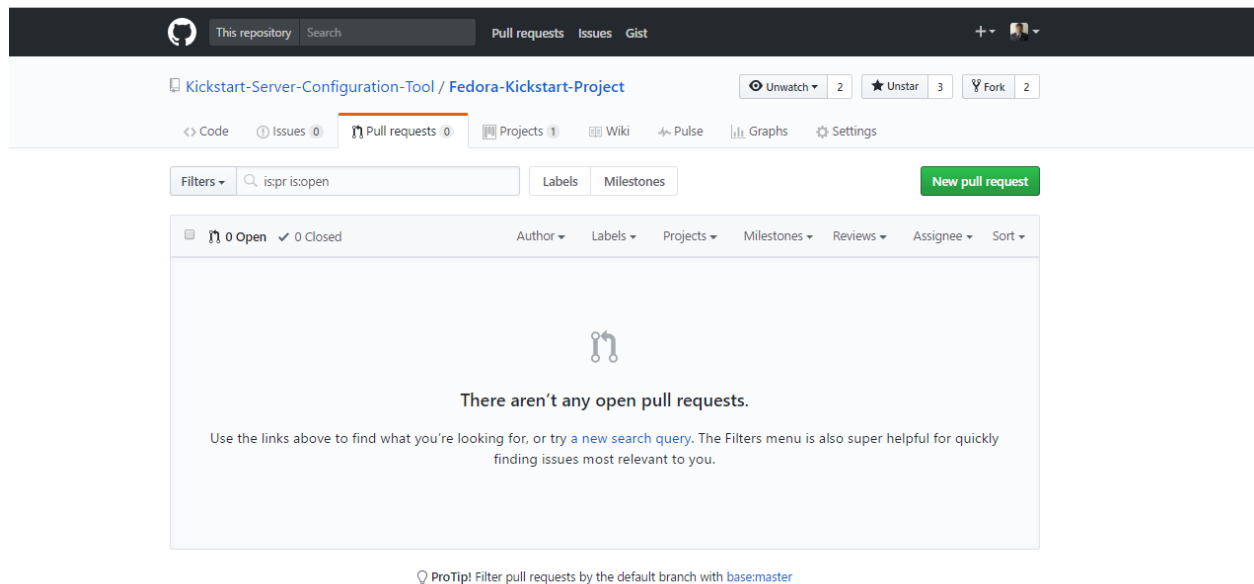 This repository Search Pull requests Issues Gist
Kickstart-Server-Configuration-Tool / Fedora-Kickstart-Project Unwatch 2 Unstar 3 Fork 2
Code Issues 0 Pull requests 0 Projects 1 Wiki Pulse Graphs Settings
Filters is:pr is:open Labels Milestones New pull request
0 Open 0 Closed Author Labels Projects Milestones Reviews Assignee Sort
There aren't any open pull requests.
Use the links above to find what you're looking for, or try a new search query. The Filters menu is also super helpful for quickly
finding issues most relevant to you.
ProTip! Filter pull requests by the default branch with base:master